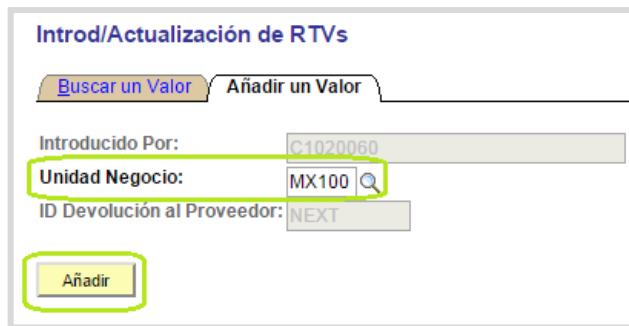 Introd/Actualización de RTVs
Buscar un Valor Añadir un Valor
Introducido Por: C1020060
Unidad Negocio: MX100
ID Devolución al Proveedor: NEXT
Añadir